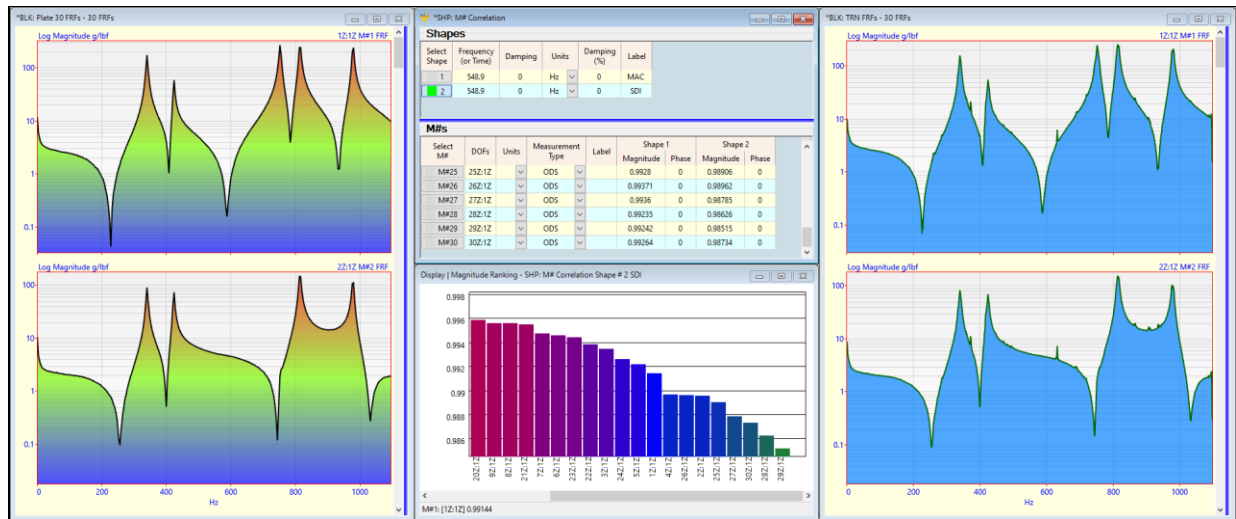 *BLK: Plate 30 FRFs - 30 FRFs
Log Magnitude g/lbf 1Z:1Z M#1 FRF
100
10
1
0.1
Log Magnitude g/lbf 2Z:1Z M#2 FRF
100
10
1
0.1
0 200 400 600 800 1000
Hz
*SHP: M# Correlation
Shapes
Select Shape Frequency (or Time) Damping Units Damping (%) Label
1 548.9 0 Hz 0 MAC
2 548.9 0 Hz 0 SDI
M#s
Select M# DOFs Units Measurement Type Label Shape 1 Shape 2
Magnitude Phase Magnitude Phase
M#25 25Z:1Z ODS 0.9928 0 0.98906 0
M#26 26Z:1Z ODS 0.99371 0 0.98962 0
M#27 27Z:1Z ODS 0.9936 0 0.98785 0
M#28 28Z:1Z ODS 0.99235 0 0.98626 0
M#29 29Z:1Z ODS 0.99242 0 0.98515 0
M#30 30Z:1Z ODS 0.99264 0 0.98734 0
Display | Magnitude Ranking - SHP: M# Correlation Shape # 2 SDI
0.998
0.996
0.994
0.992
0.99
0.988
0.986
20Z:1Z 9Z:1Z 8Z:1Z 21Z:1Z 7Z:1Z 6Z:1Z 23Z:1Z 22Z:1Z 3Z:1Z 24Z:1Z 5Z:1Z 1Z:1Z 4Z:1Z 26Z:1Z 2Z:1Z 25Z:1Z 27Z:1Z 30Z:1Z 28Z:1Z 29Z:1Z
M#1: [1Z:1Z] 0.99144
*BLK: TRN FRFs - 30 FRFs
Log Magnitude g/lbf 1Z:1Z M#1 FRF
100
10
1
0.1
Log Magnitude g/lbf 2Z:1Z M#2 FRF
100
10
1
0.1
0 200 400 600 800 1000
Hz